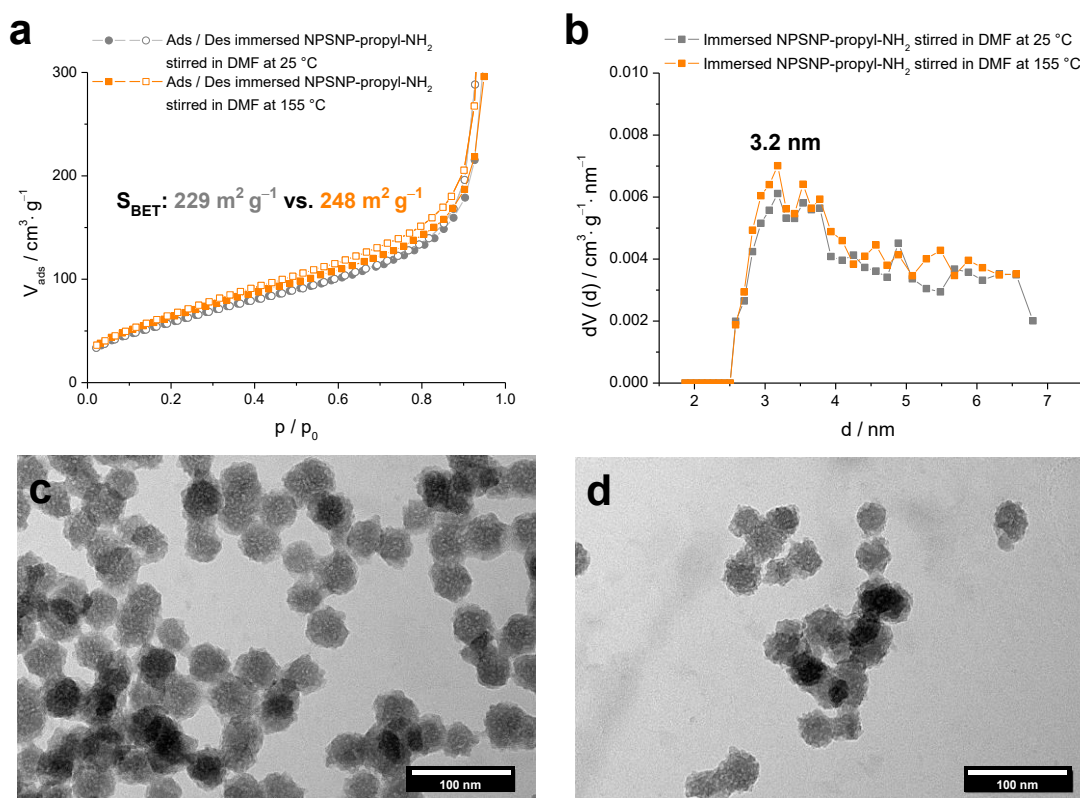 a
Ads / Des immersed NPSNP-propyl-NH₂
stirred in DMF at 25 °C
Ads / Des immersed NPSNP-propyl-NH₂
stirred in DMF at 155 °C
300
200
100
0
V_ads / cm³· g⁻¹
S_BET: 229 m² g⁻¹ vs. 248 m² g⁻¹
0.0 0.2 0.4 0.6 0.8 1.0
p / p₀
b
Immersed NPSNP-propyl-NH₂ stirred in DMF at 25 °C
Immersed NPSNP-propyl-NH₂ stirred in DMF at 155 °C
0.010
0.008
0.006
0.004
0.002
0.000
dV (d) / cm³· g⁻¹· nm⁻¹
3.2 nm
2 3 4 5 6 7
d / nm
c
100 nm
d
100 nm